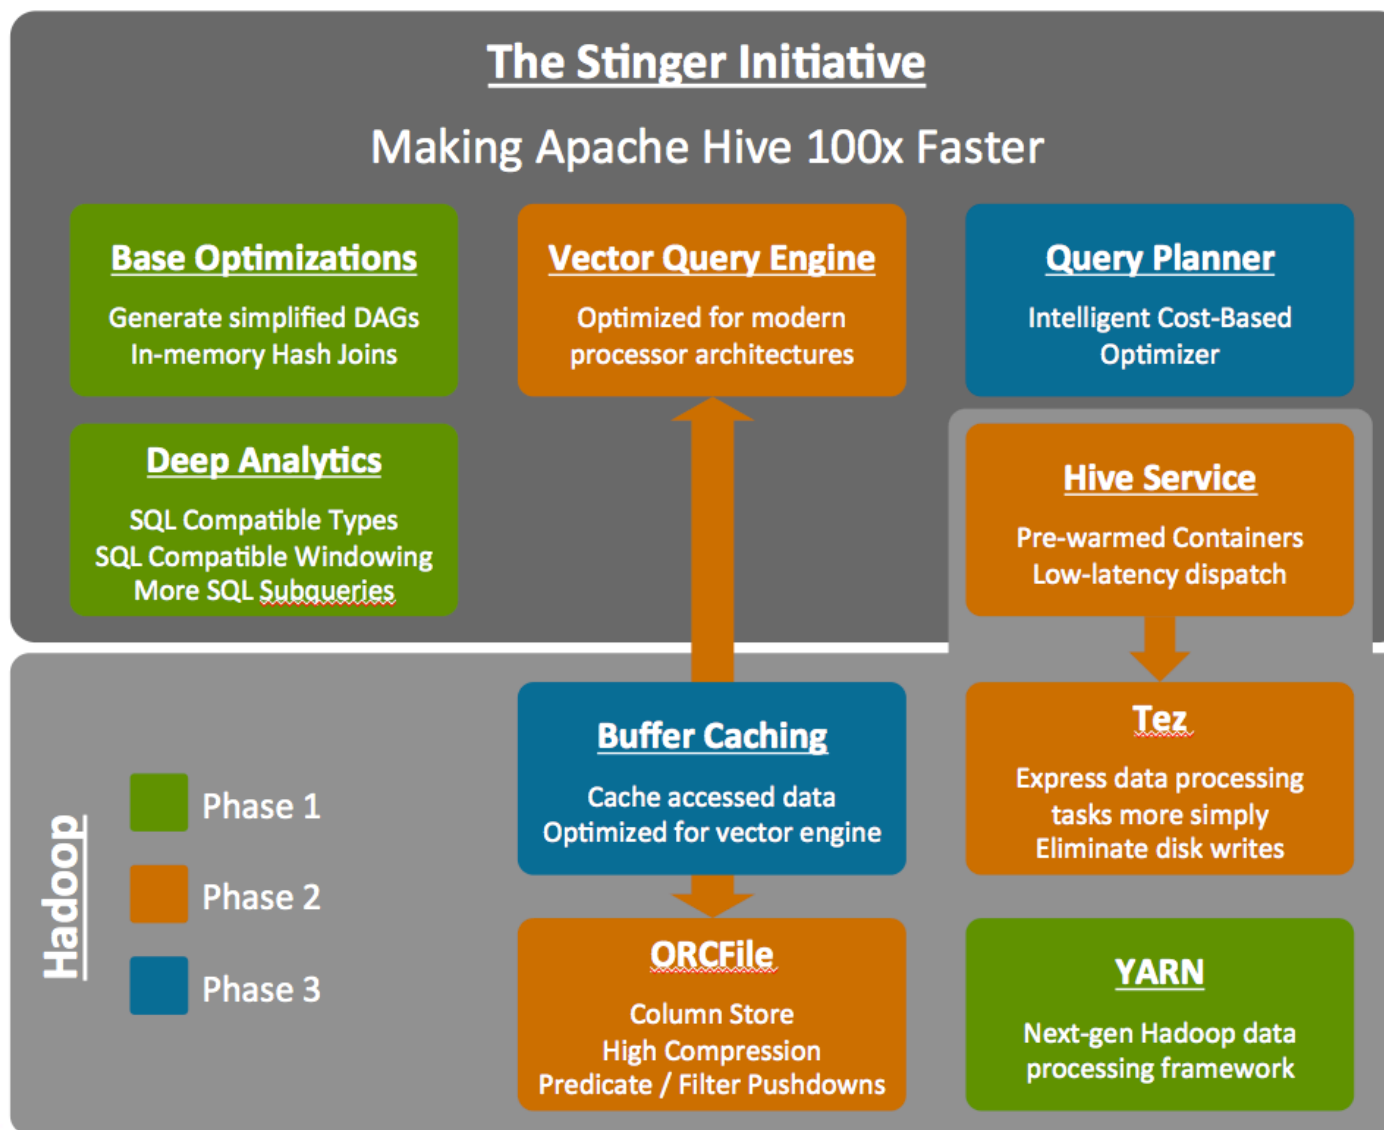 The Stinger Initiative
Making Apache Hive 100x Faster
Base Optimizations
Generate simplified DAGs
In-memory Hash Joins
Vector Query Engine
Optimized for modern
processor architectures
Query Planner
Intelligent Cost-Based
Optimizer
Deep Analytics
SQL Compatible Types
SQL Compatible Windowing
More SQL Subqueries
Hive Service
Pre-warmed Containers
Low-latency dispatch
Hadoop
Phase 1
Phase 2
Phase 3
Buffer Caching
Cache accessed data
Optimized for vector engine
Tez
Express data processing
tasks more simply
Eliminate disk writes
ORCFile
Column Store
High Compression
Predicate / Filter Pushdowns
YARN
Next-gen Hadoop data
processing framework